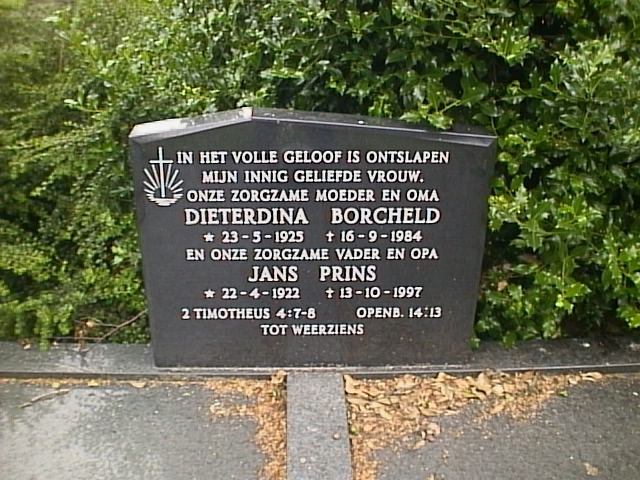 IN HET VOLLE GELOOF IS ONTSLAPEN
MIJN INNIG GELIEFDE VROUW.
ONZE ZORGZAME MOEDER EN OMA
DIETERDINA BORCHELD
★ 23-5-1925 † 16-9-1984
EN ONZE ZORGZAME VADER EN OPA
JANS PRINS
★ 22-4-1922 † 13-10-1997
2 TIMOTHEUS 4:7-8 OPENB. 14:13
TOT WEERZIENS